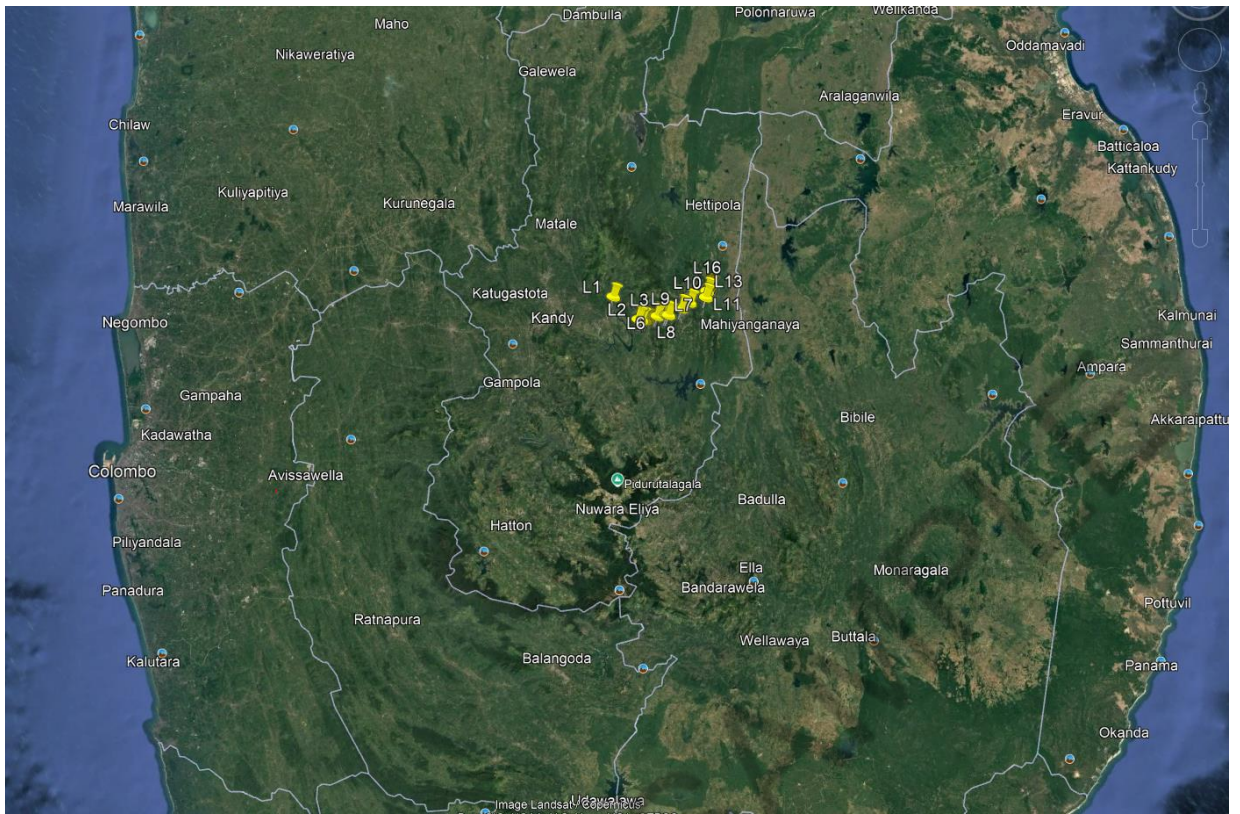 Dambulla
Polonnaruwa
Welikanda
Maho
Oddamavadi
Nikaweratiya
Galewela
Aralaganwila
Eravur
Chilaw
Batticaloa
Kattankudy
Kuliyapitiya
Kurunegala
Hettipola
Marawila
Matale
L16
L1
L10
L13
Katugastota
L3
L9
L11
L2
L7
Kandy
L6
L8
Mahiyanganaya
Kalmunai
Negombo
Sammanthurai
Ampara
Gampola
Gampaha
Bibile
Akkaraipattu
Kadawatha
Colombo
Avissawella
Pidurutalagala
Badulla
Nuwara Eliya
Hatton
Piliyandala
Ella
Monaragala
Bandarawela
Panadura
Pottuvil
Ratnapura
Wellawaya
Buttala
Balangoda
Kalutara
Panama
Okanda
Udawalawa
Image Landsat / Copernicus